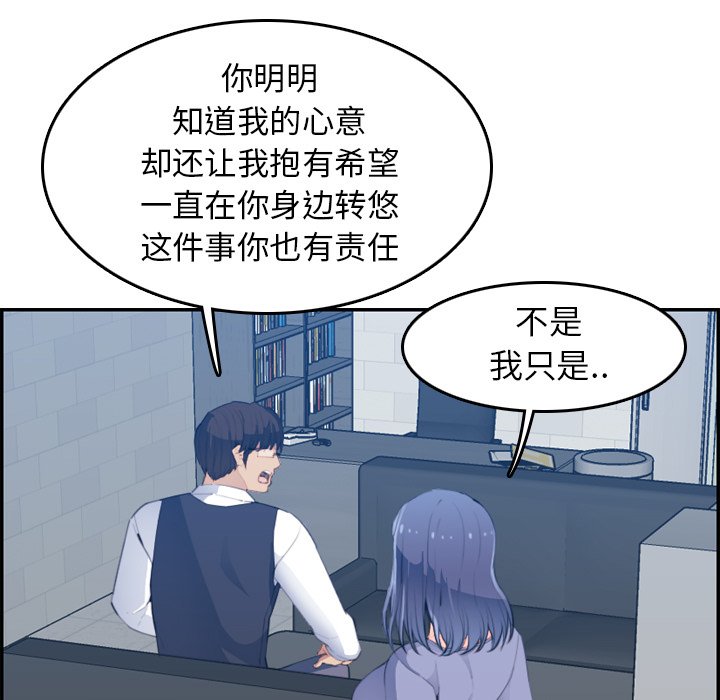 你明明
知道我的心意
却还让我抱有希望
一直在你身边转悠
这件事你也有责任
不是
我只是..